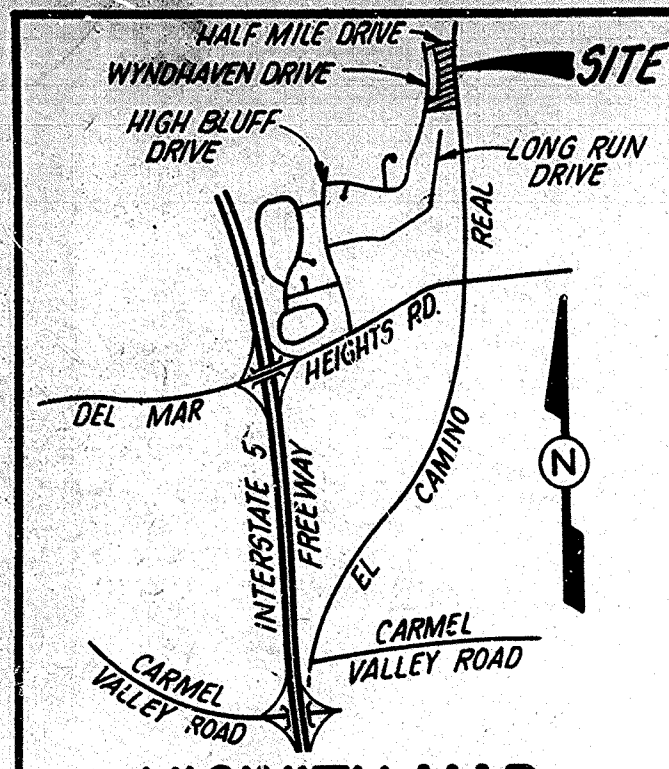 HALF MILE DRIVE
SITE
WYNDHAVEN DRIVE
HIGH BLUFF
DRIVE
LONG RUN
DRIVE
REAL
HEIGHTS RD.
DEL MAR
CAMINO
N
INTERSTATE 5
FREEWAY
EL
CARMEL
VALLEY ROAD
CARMEL
VALLEY ROAD